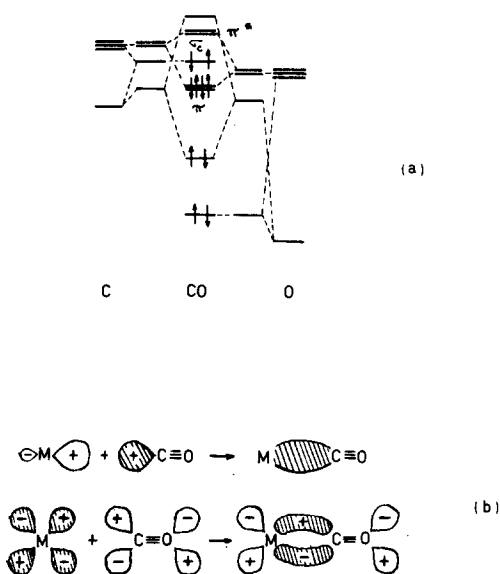 π*
σc
π
(a)
C CO O
⊖M + + + C≡O → M C≡O
(b)
- + + - - + -
M + C≡O → M C=O
- + - + - +